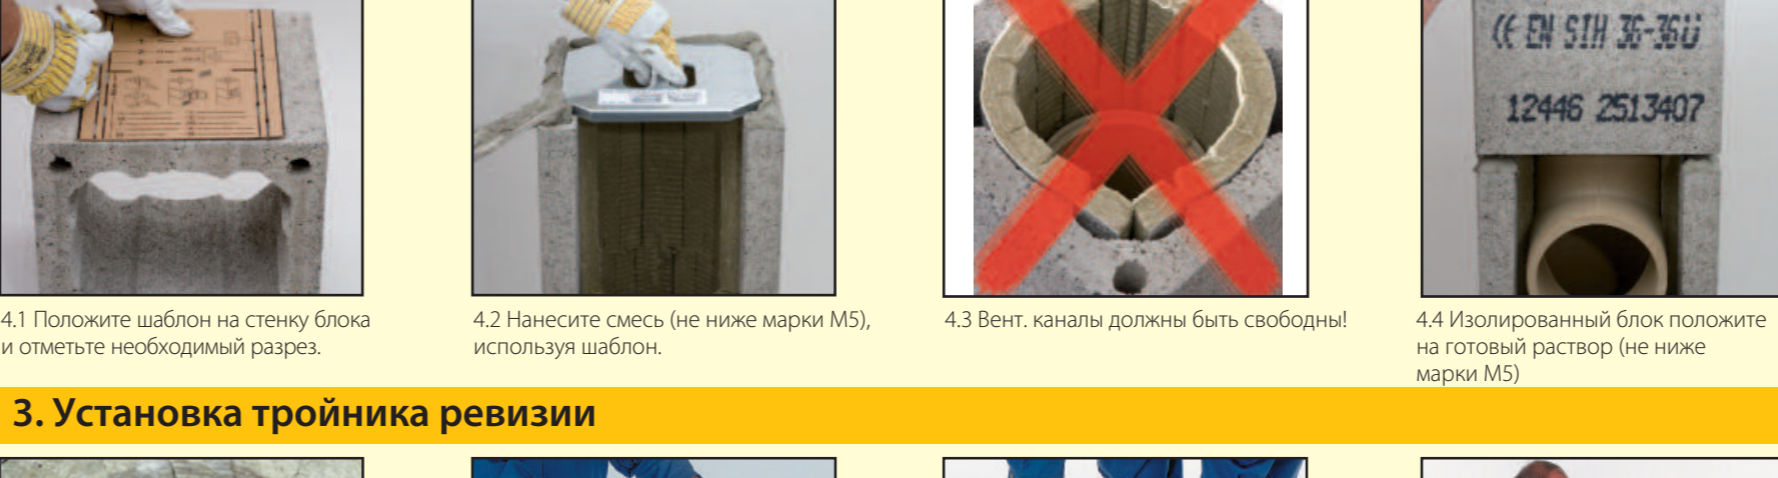 CE EN SIH 36-36Ü
12446 2513407
4.1 Положите шаблон на стенку блока
и отметьте необходимый разрез.
4.2 Нанесите смесь (не ниже марки М5),
используя шаблон.
4.3 Вент. каналы должны быть свободны!
4.4 Изолированный блок положите
на готовый раствор (не ниже
марки М5)
3. Установка тройника ревизии